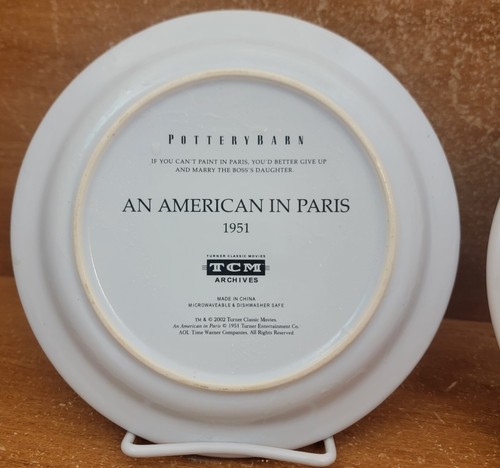 POTTERY BARN
IF YOU CAN'T PAINT IN PARIS, YOU'D BETTER GIVE UP
AND MARRY THE BOSS'S DAUGHTER.
AN AMERICAN IN PARIS
1951
TURNER CLASSIC MOVIES
TCM
ARCHIVES
MADE IN CHINA
MICROWAVEABLE & DISHWASHER SAFE
TM & © 2002 Turner Classic Movies.
An American in Paris © 1951 Turner Entertainment Co.
AOL Time Warner Companies. All Rights Reserved.